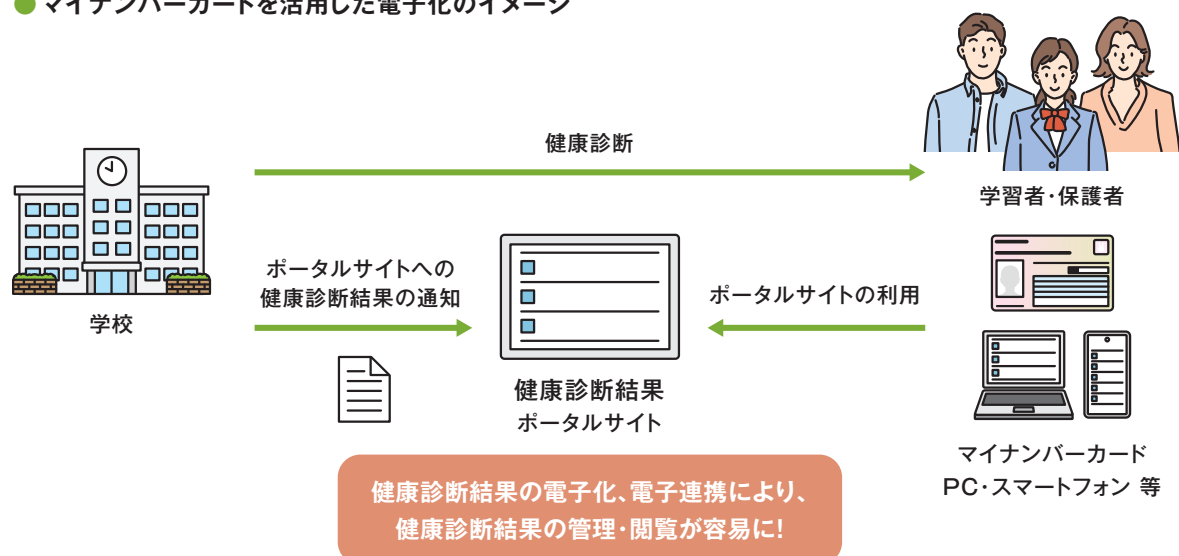 マイナンバーカードを活用した電子化のイメージ
健康診断
学習者・保護者
学校
ポータルサイトへの
健康診断結果の通知
ポータルサイトの利用
健康診断結果
ポータルサイト
マイナンバーカード
PC・スマートフォン 等
健康診断結果の電子化、電子連携により、
健康診断結果の管理・閲覧が容易に!